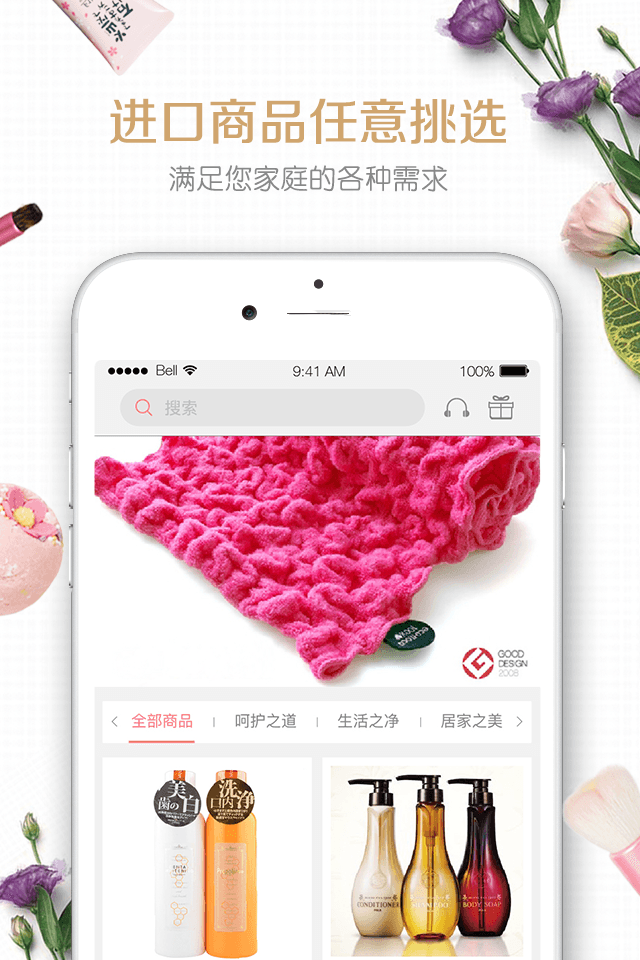 进口商品任意挑选
满足您家庭的各种需求
Bell 9:41 AM 100%
搜索
GOOD
DESIGN
2008
全部商品 呵护之道 生活之净 居家之美
美白
歯の
洗浄
口内
CONDITIONER
SHAMPOO
BODY SOAP